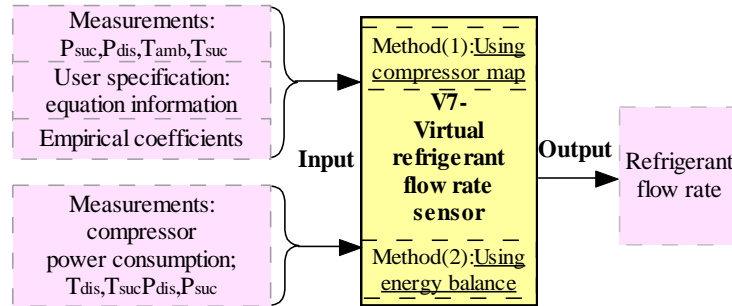 Measurements:
Psuc,Pdis,Tamb,Tsuc
User specification:
equation information
Empirical coefficients
Measurements:
compressor
power consumption;
Tdis,TsucPdis,Psuc
Input
Method(1):Using
compressor map
V7-
Virtual
refrigerant
flow rate
sensor
Method(2):Using
energy balance
Output
Refrigerant
flow rate